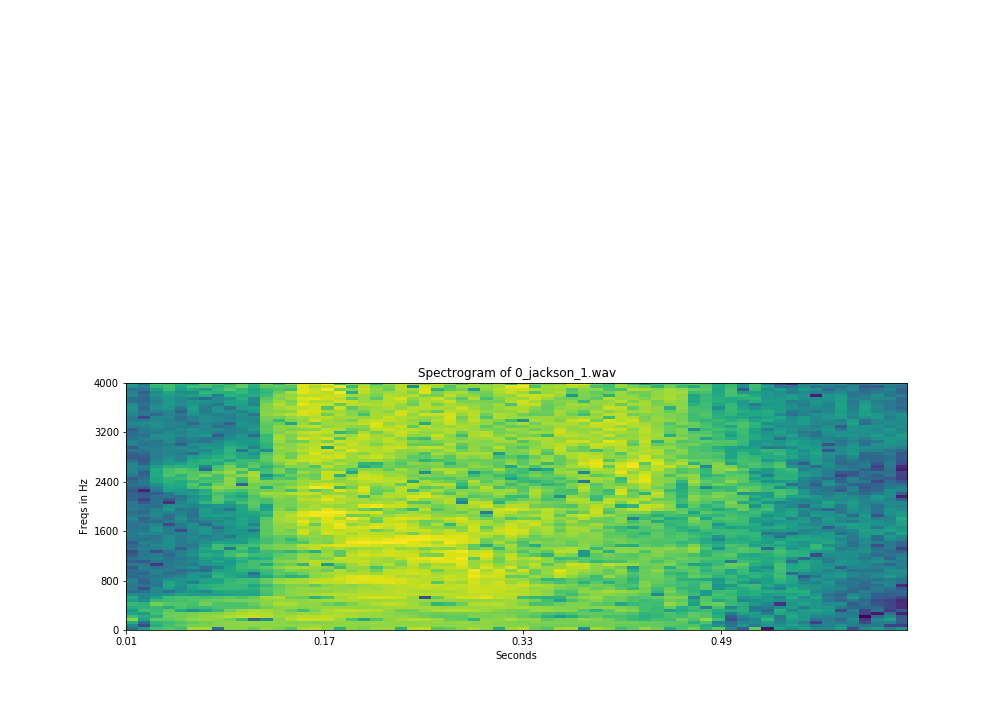 Spectrogram of 0_jackson_1.wav
4000
3200
2400
1600
800
0
Freqs in Hz
0.01 0.17 0.33 0.49
Seconds